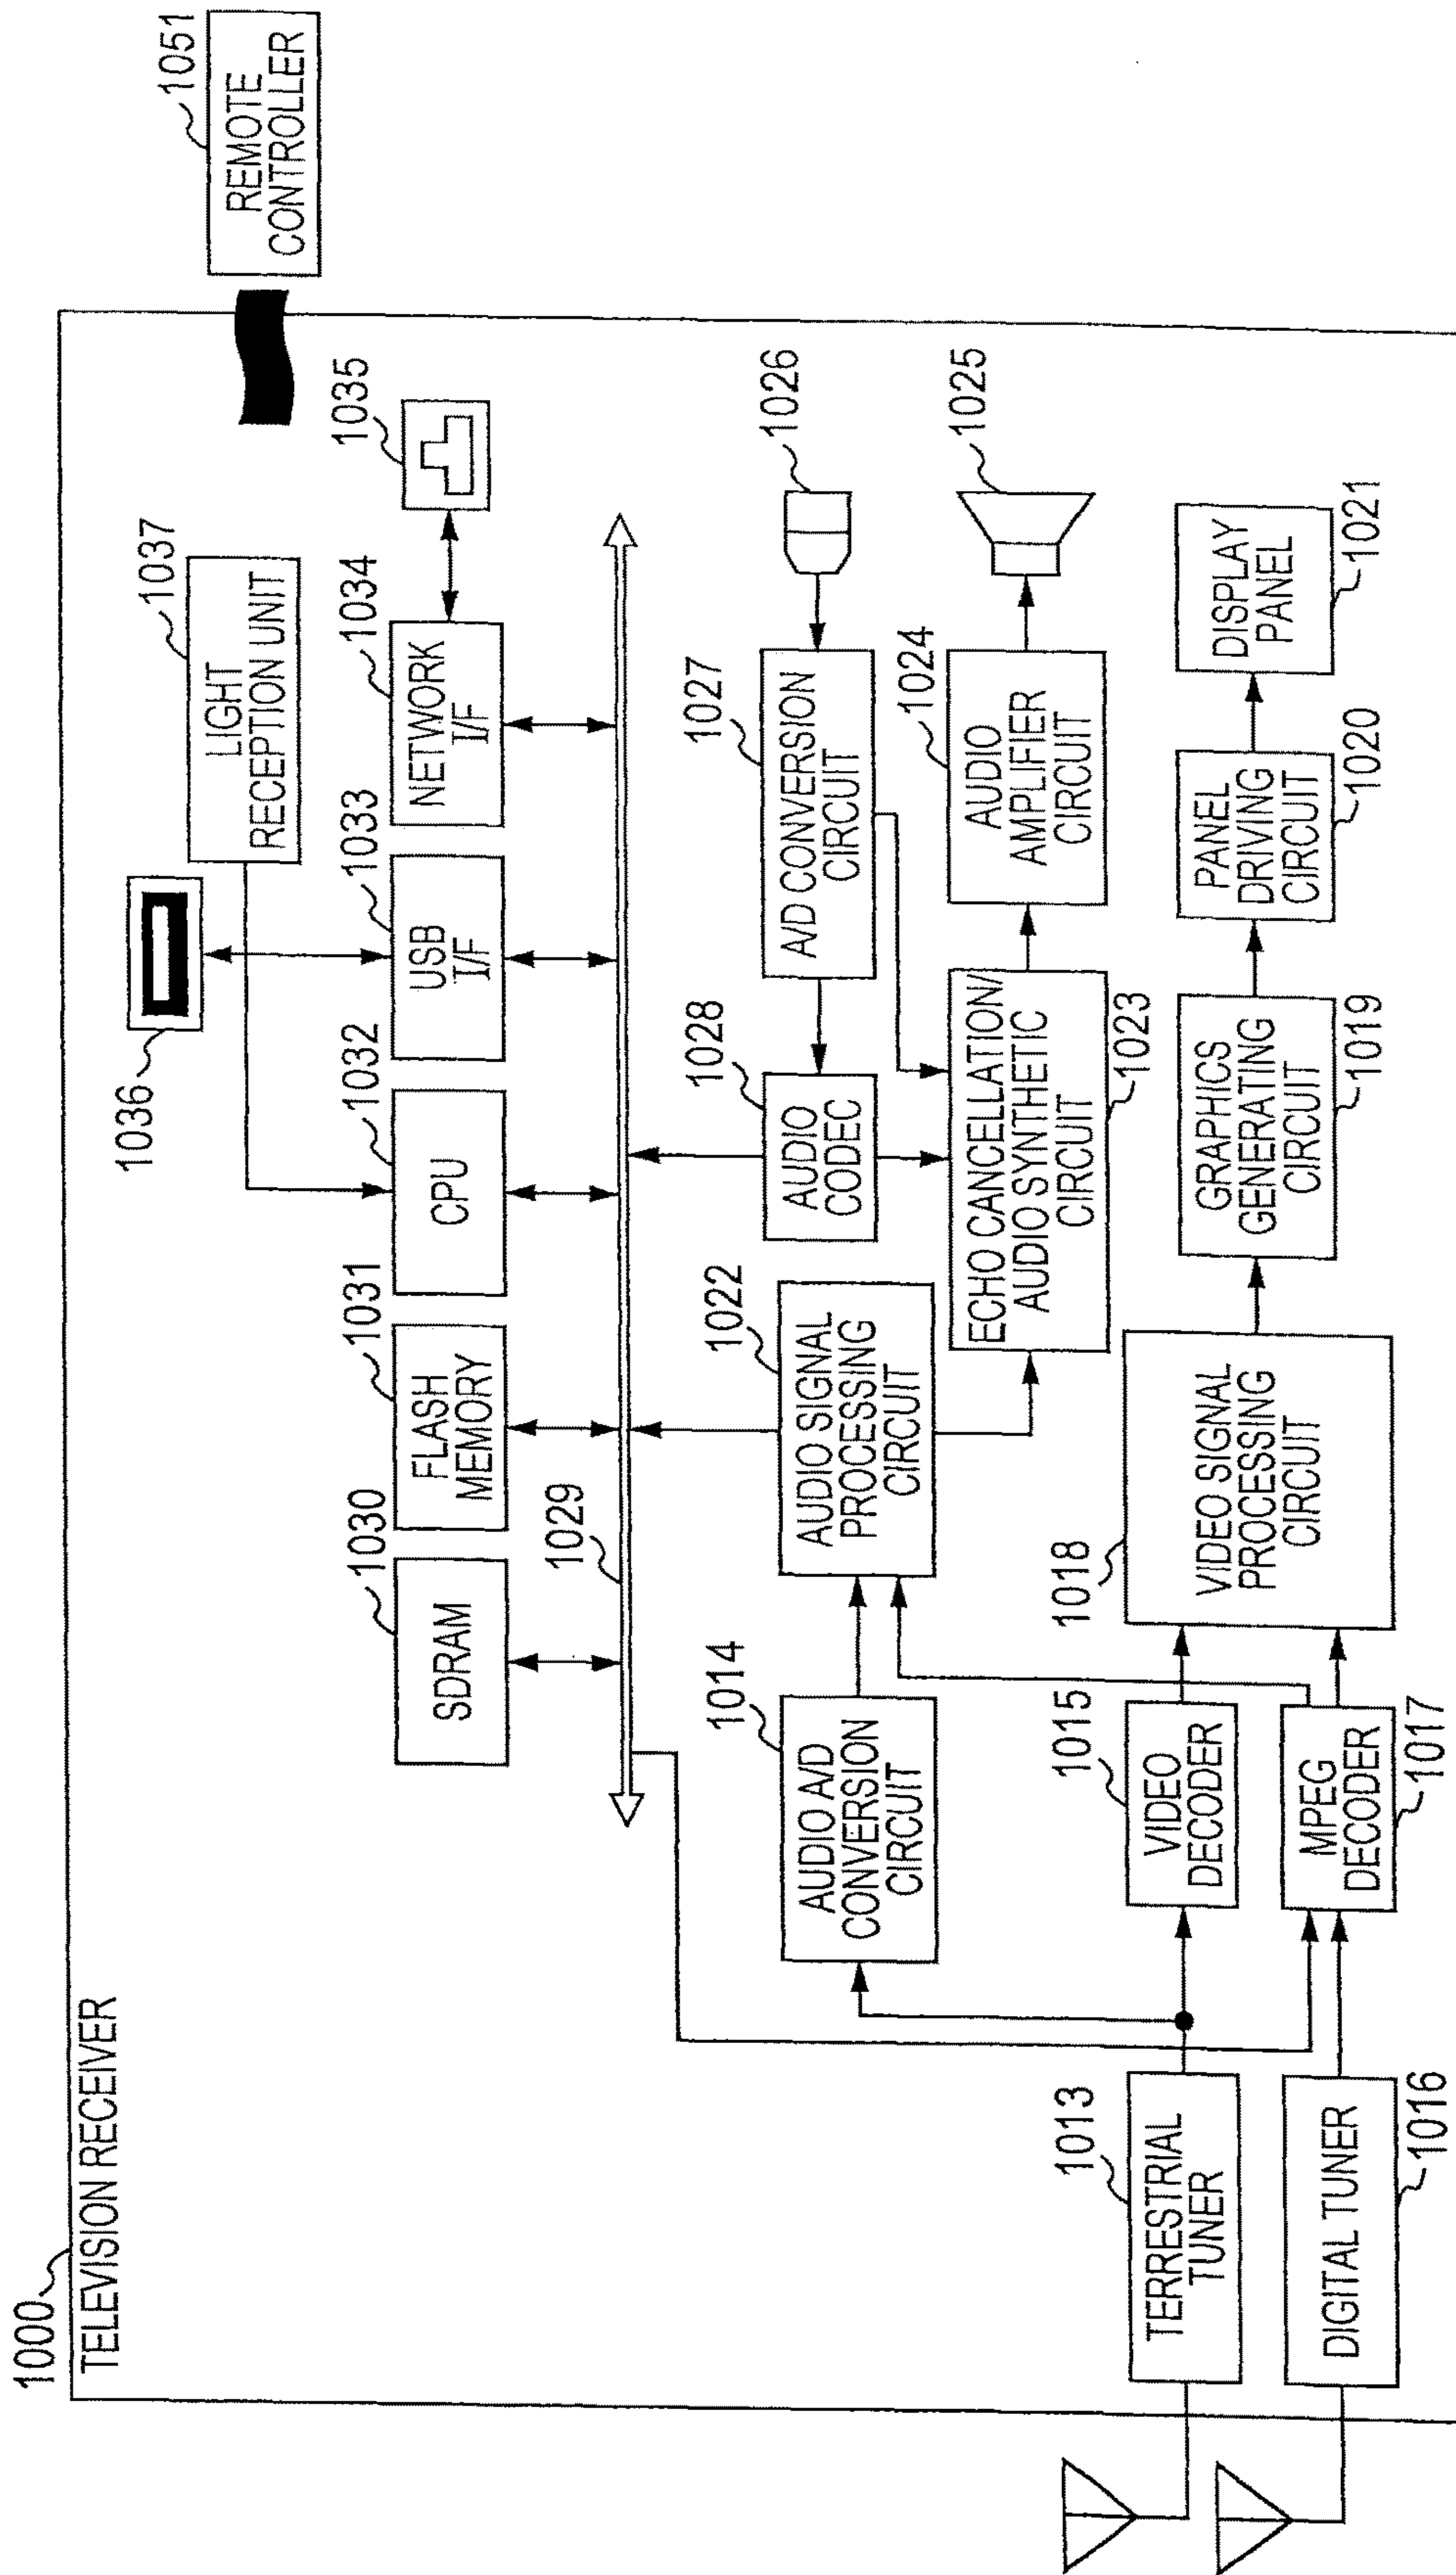 1000
TELEVISION RECEIVER
1051
REMOTE
CONTROLLER
1036
1037
LIGHT
RECEPTION UNIT
1030
SDRAM
1031
FLASH
MEMORY
1032
CPU
1033
USB
I/F
1034
NETWORK
I/F
1035
1029
1014
AUDIO A/D
CONVERSION
CIRCUIT
1022
AUDIO SIGNAL
PROCESSING
CIRCUIT
1028
AUDIO
CODEC
1027
A/D CONVERSION
CIRCUIT
1026
ECHO CANCELLATION/
AUDIO SYNTHETIC
CIRCUIT
1023
1024
AUDIO
AMPLIFIER
CIRCUIT
1025
1013
TERRESTRIAL
TUNER
1015
VIDEO
DECODER
1018
VIDEO SIGNAL
PROCESSING
CIRCUIT
GRAPHICS
GENERATING
CIRCUIT
1019
PANEL
DRIVING
CIRCUIT
1020
DISPLAY
PANEL
1021
DIGITAL TUNER
1016
MPEG
DECODER
1017